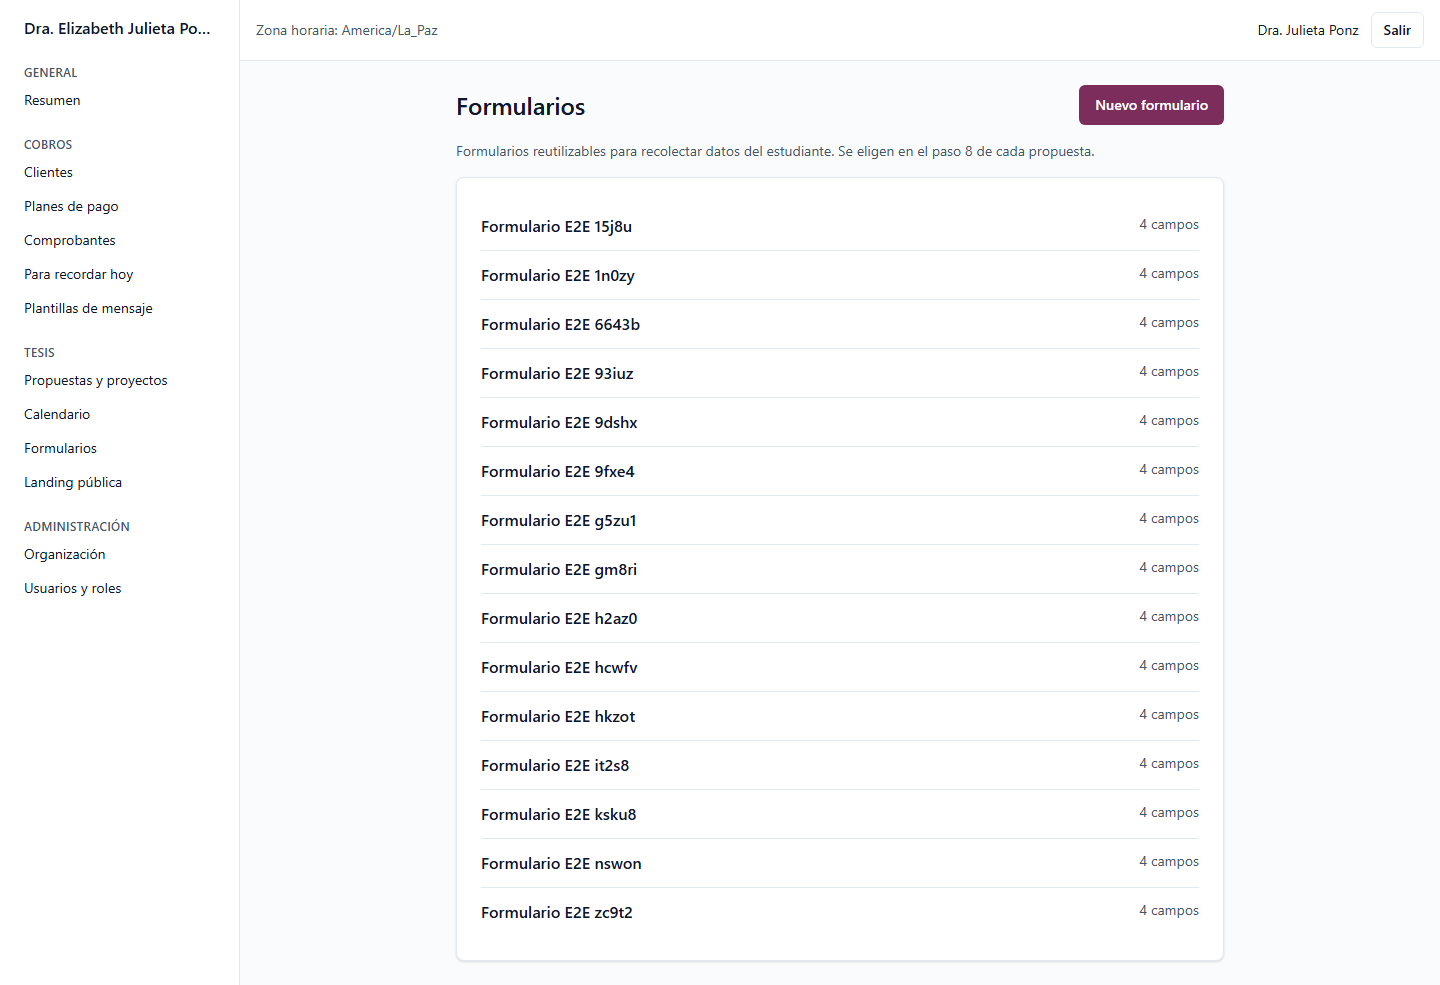 Dra. Elizabeth Julieta Po...
GENERAL
Resumen
COBROS
Clientes
Planes de pago
Comprobantes
Para recordar hoy
Plantillas de mensaje
TESIS
Propuestas y proyectos
Calendario
Formularios
Landing pública
ADMINISTRACIÓN
Organización
Usuarios y roles
Zona horaria: America/La_Paz
Dra. Julieta Ponz
Salir
Formularios
Nuevo formulario
Formularios reutilizables para recolectar datos del estudiante. Se eligen en el paso 8 de cada propuesta.
Formulario E2E 15j8u 4 campos
Formulario E2E 1n0zy 4 campos
Formulario E2E 6643b 4 campos
Formulario E2E 93iuz 4 campos
Formulario E2E 9dshx 4 campos
Formulario E2E 9fxe4 4 campos
Formulario E2E g5zu1 4 campos
Formulario E2E gm8ri 4 campos
Formulario E2E h2az0 4 campos
Formulario E2E hcwfv 4 campos
Formulario E2E hkzot 4 campos
Formulario E2E it2s8 4 campos
Formulario E2E ksku8 4 campos
Formulario E2E nswon 4 campos
Formulario E2E zc9t2 4 campos